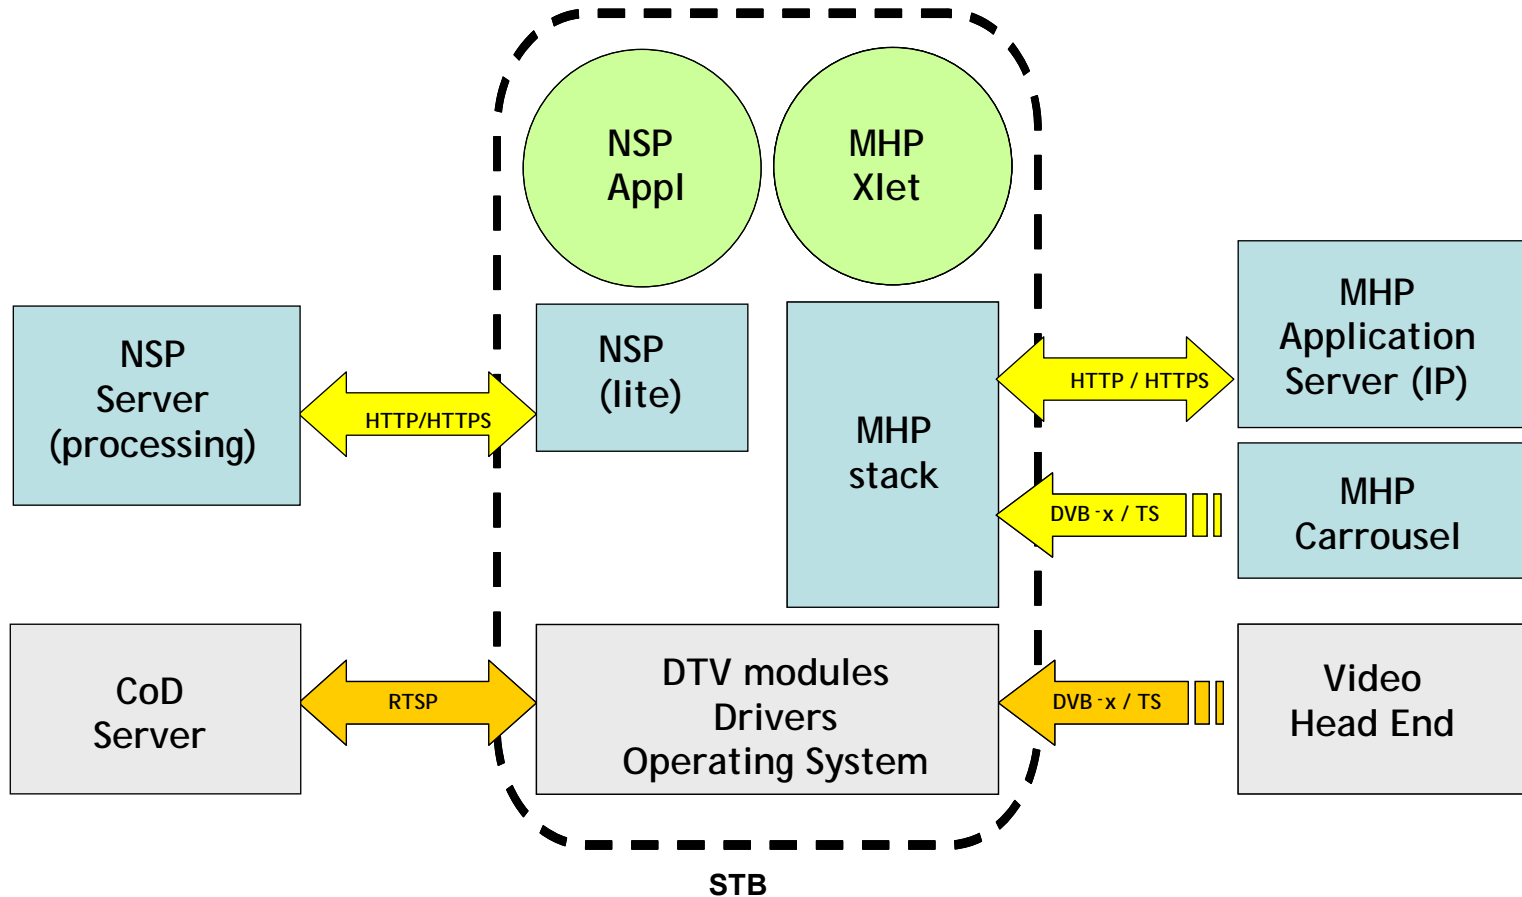 NSP
Appl
MHP
Xlet
NSP
Server
(processing)
HTTP/HTTPS
NSP
(lite)
MHP
stack
HTTP / HTTPS
MHP
Application
Server (IP)
DVB-x / TS
MHP
Carrousel
CoD
Server
RTSP
DTV modules
Drivers
Operating System
DVB-x / TS
Video
Head End
STB